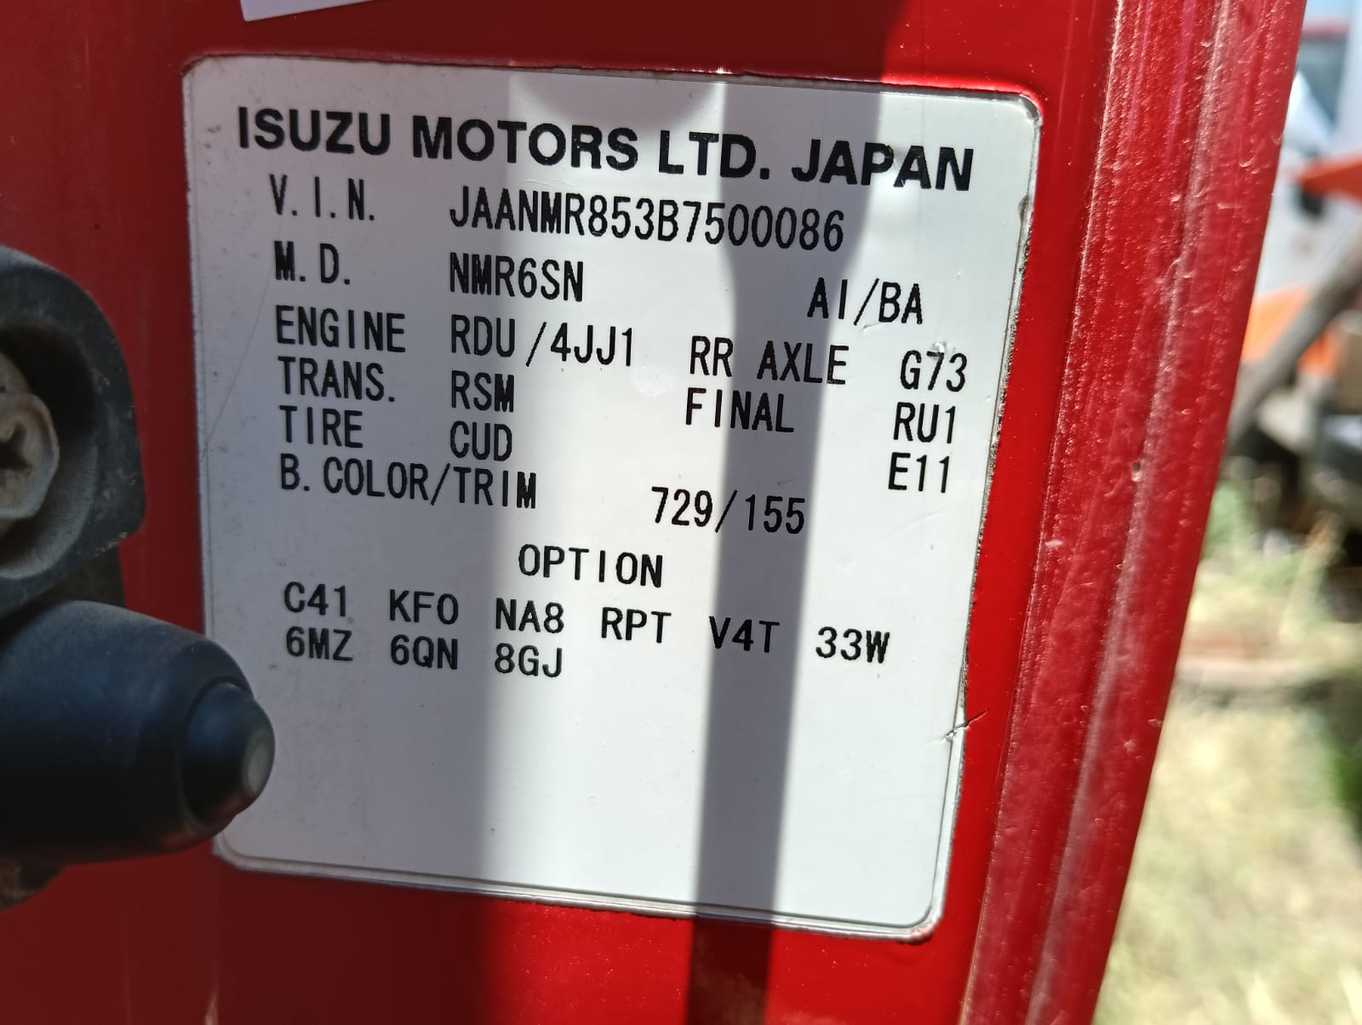 ISUZU MOTORS LTD. JAPAN
V.I.N. JAANMR853B7500086
M.D. NMR6SN AI/BA
ENGINE RDU/4JJ1 RR AXLE G73
TRANS. RSM FINAL RU1
TIRE CUD E11
B.COLOR/TRIM 729/155
OPTION
C41 KFO NA8 RPT V4T 33W
6MZ 6QN 8GJ